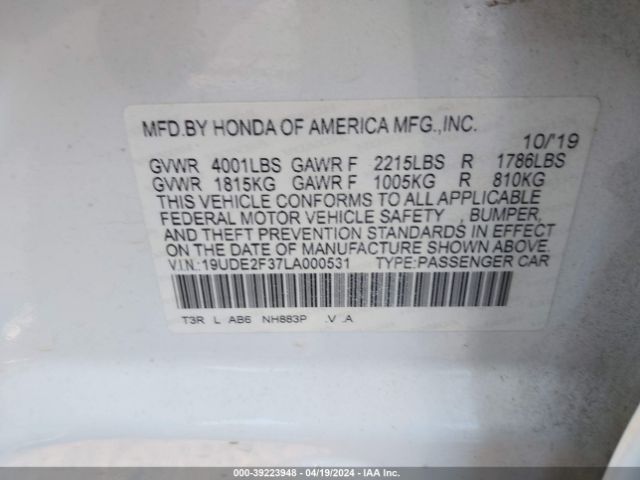 MFD.BY HONDA OF AMERICA MFG.,INC.
10/'19
GVWR 4001LBS GAWR F 2215LBS R 1786LBS
GVWR 1815KG GAWR F 1005KG R 810KG
THIS VEHICLE CONFORMS TO ALL APPLICABLE
FEDERAL MOTOR VEHICLE SAFETY , BUMPER,
AND THEFT PREVENTION STANDARDS IN EFFECT
ON THE DATE OF MANUFACTURE SHOWN ABOVE.
V.I.N.:19UDE2F37LA000531 TYPE:PASSENGER CAR
T3R L AB6 NH883P .V .A
000-39223948 - 04/19/2024 - IAA Inc.